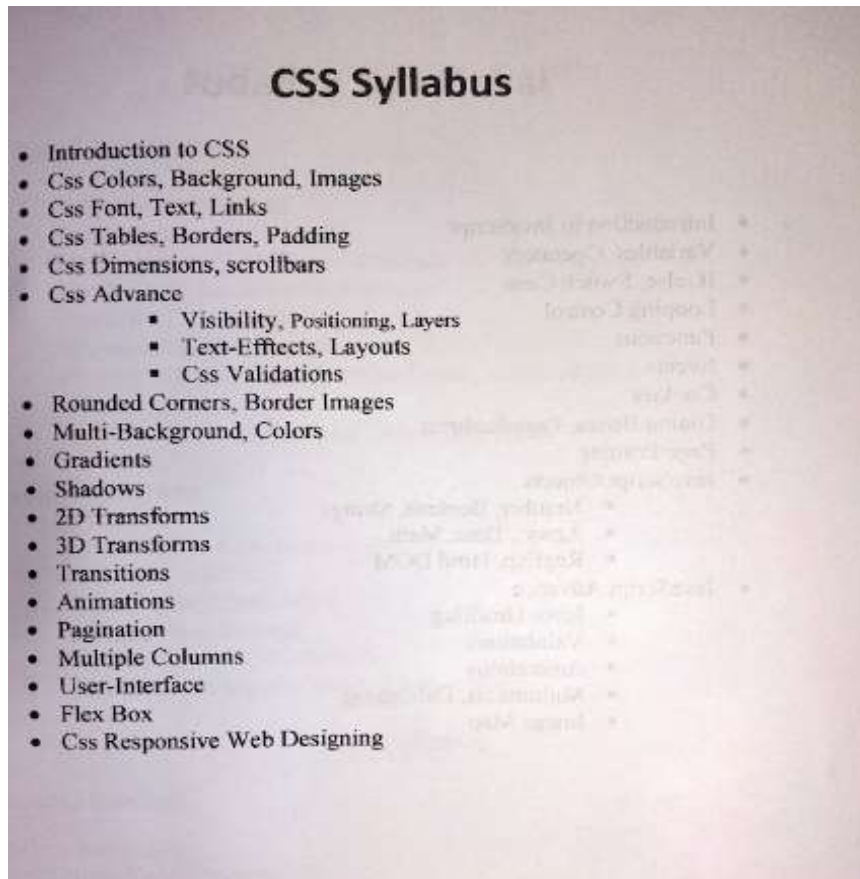 CSS Syllabus
• Introduction to CSS
• Css Colors, Background, Images
• Css Font, Text, Links
• Css Tables, Borders, Padding
• Css Dimensions, scrollbars
• Css Advance
▪ Visibility, Positioning, Layers
▪ Text-Efftects, Layouts
▪ Css Validations
• Rounded Corners, Border Images
• Multi-Background, Colors
• Gradients
• Shadows
• 2D Transforms
• 3D Transforms
• Transitions
• Animations
• Pagination
• Multiple Columns
• User-Interface
• Flex Box
• Css Responsive Web Designing